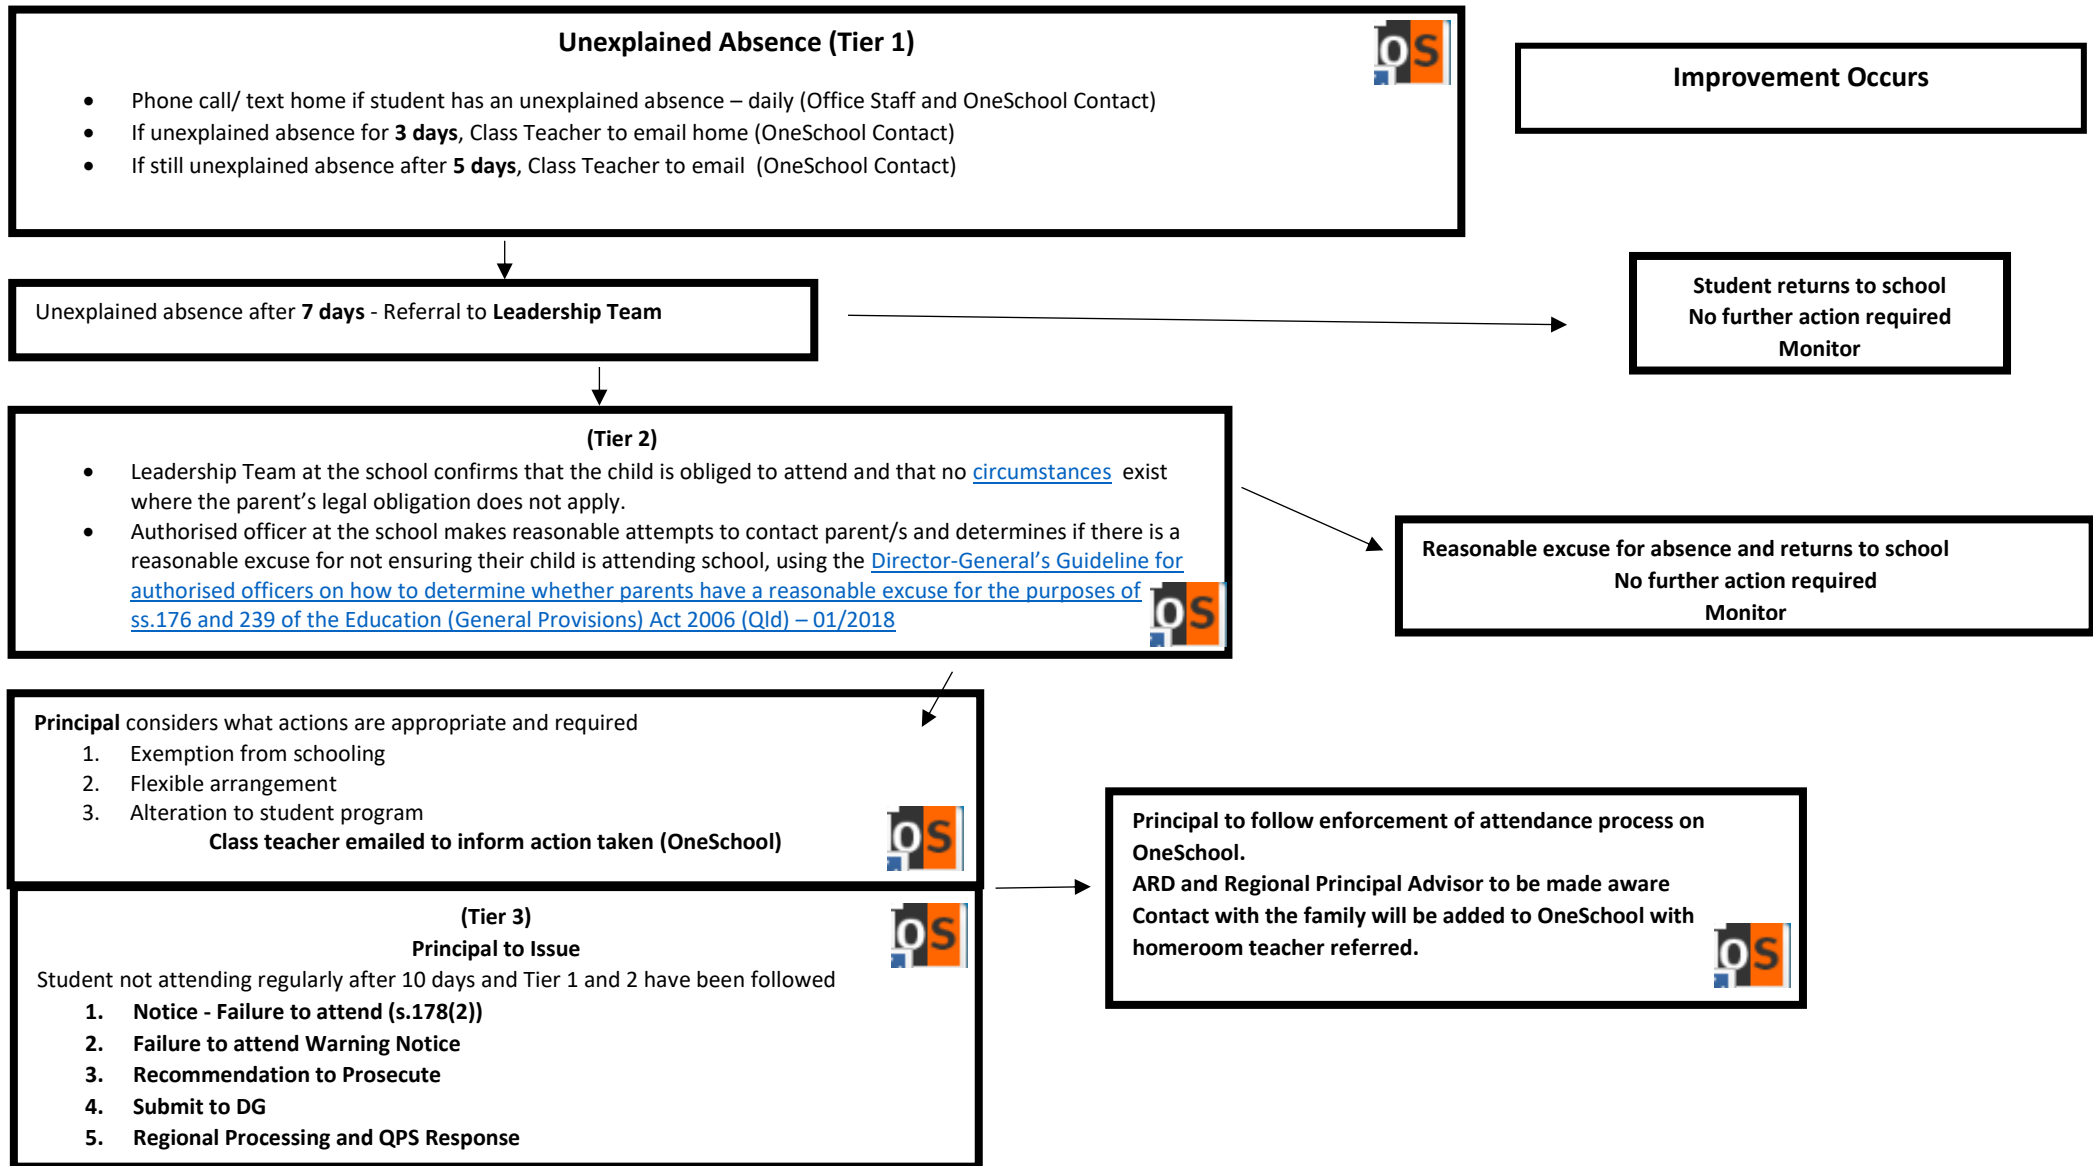 Unexplained Absence (Tier 1)
• Phone call/ text home if student has an unexplained absence – daily (Office Staff and OneSchool Contact)
• If unexplained absence for 3 days, Class Teacher to email home (OneSchool Contact)
• If still unexplained absence after 5 days, Class Teacher to email  (OneSchool Contact)
OS
Improvement Occurs
Unexplained absence after 7 days - Referral to Leadership Team
Student returns to school
No further action required
Monitor
(Tier 2)
• Leadership Team at the school confirms that the child is obliged to attend and that no circumstances  exist
where the parent’s legal obligation does not apply.
• Authorised officer at the school makes reasonable attempts to contact parent/s and determines if there is a
reasonable excuse for not ensuring their child is attending school, using the Director-General’s Guideline for
authorised officers on how to determine whether parents have a reasonable excuse for the purposes of
ss.176 and 239 of the Education (General Provisions) Act 2006 (Qld) – 01/2018
OS
Reasonable excuse for absence and returns to school
No further action required
Monitor
Principal considers what actions are appropriate and required
1. Exemption from schooling
2. Flexible arrangement
3. Alteration to student program
Class teacher emailed to inform action taken (OneSchool)
OS
(Tier 3)
Principal to Issue
Student not attending regularly after 10 days and Tier 1 and 2 have been followed
1. Notice - Failure to attend (s.178(2))
2. Failure to attend Warning Notice
3. Recommendation to Prosecute
4. Submit to DG
5. Regional Processing and QPS Response
OS
Principal to follow enforcement of attendance process on
OneSchool.
ARD and Regional Principal Advisor to be made aware
Contact with the family will be added to OneSchool with
homeroom teacher referred.
OS